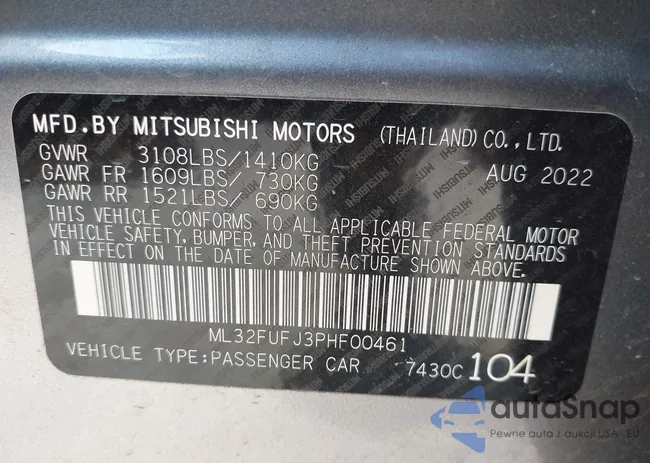 MFD.BY MITSUBISHI MOTORS (THAILAND)CO.,LTD.
GVWR 3108LBS/1410KG AUG 2022
GAWR FR 1609LBS/ 730KG
GAWR RR 1521LBS/ 690KG
THIS VEHICLE CONFORMS TO ALL APPLICABLE FEDERAL MOTOR
VEHICLE SAFETY, BUMPER, AND THEFT PREVENTION STANDARDS
IN EFFECT ON THE DATE OF MANUFACTURE SHOWN ABOVE.
ML32FUFJ3PHF00461
VEHICLE TYPE:PASSENGER CAR 7430C 104
autoSnap
Pewne auta z aukcji USA i EU